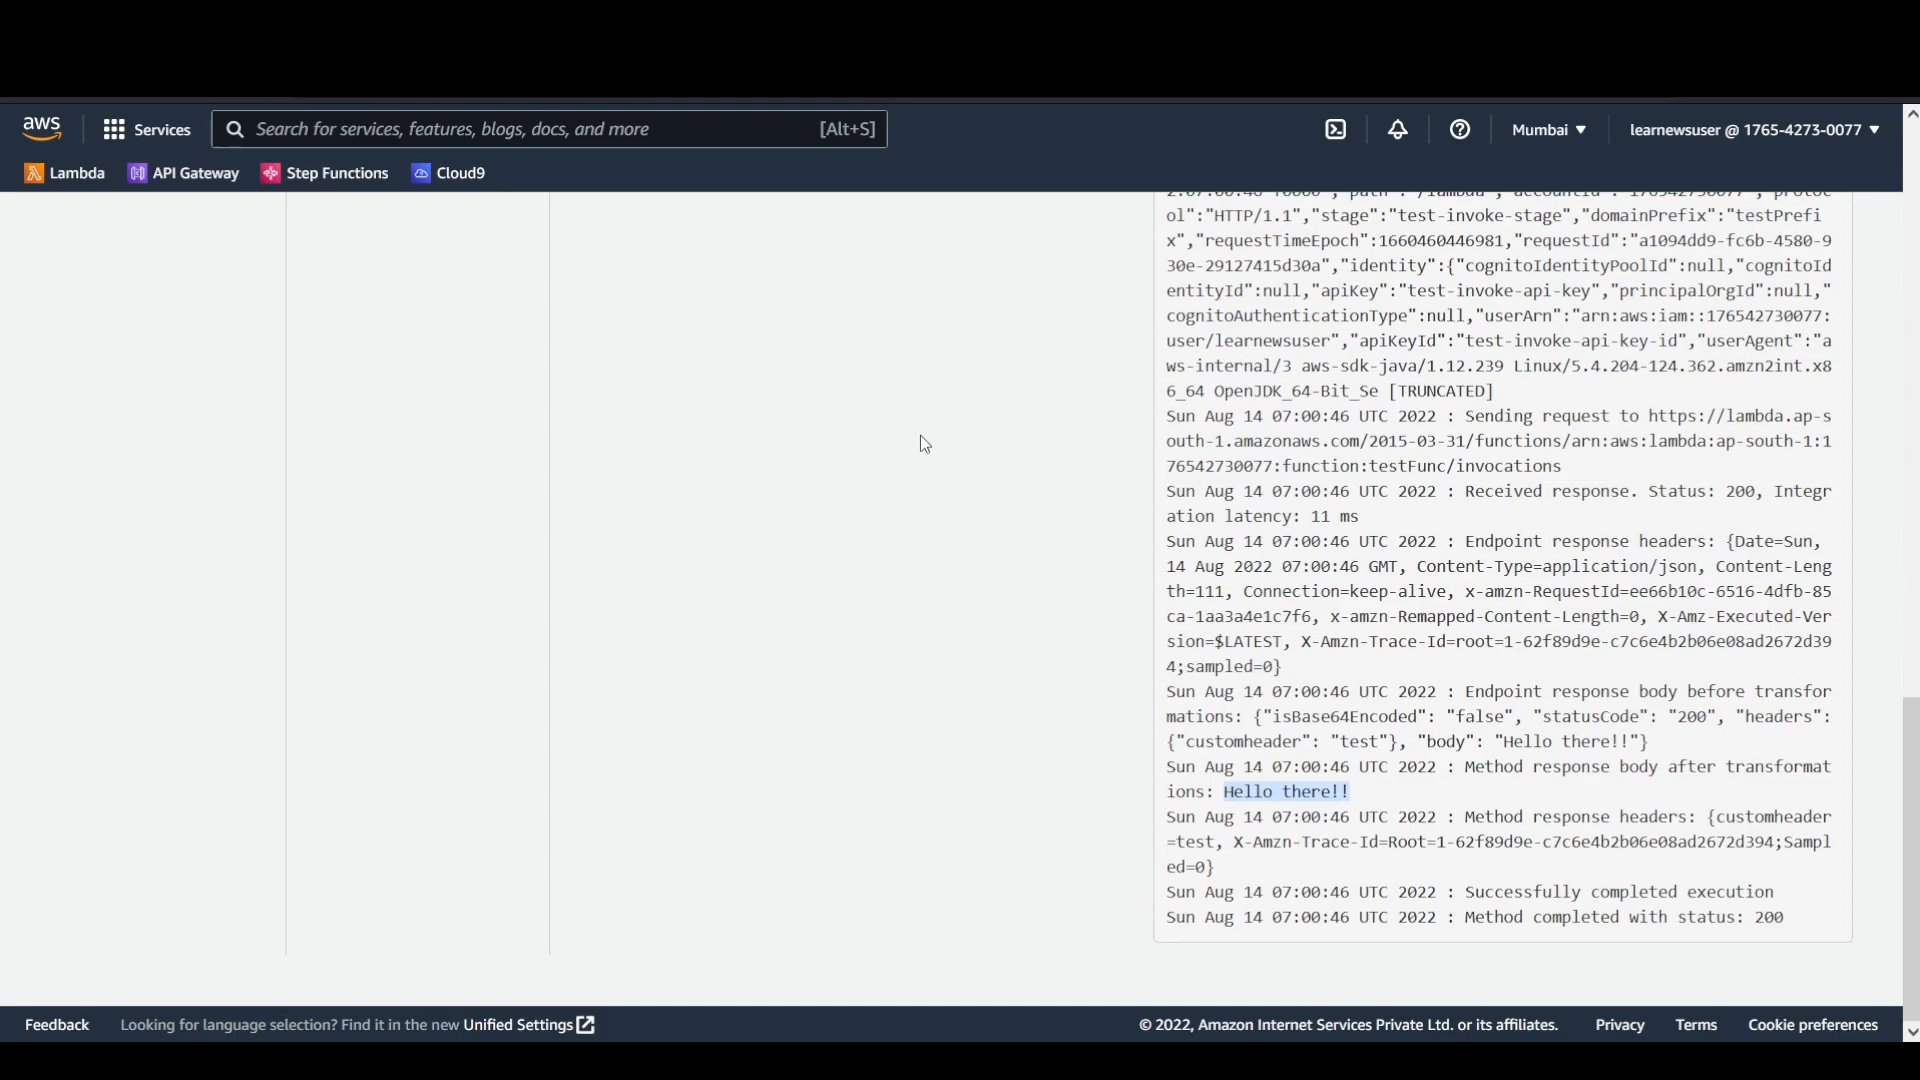 aws
Services
Search for services, features, blogs, docs, and more [Alt+S]
Mumbai
learnewsuser @ 1765-4273-0077
Lambda
API Gateway
Step Functions
Cloud9
ol":"HTTP/1.1","stage":"test-invoke-stage","domainPrefix":"testPrefi
x","requestTimeEpoch":1660460446981,"requestId":"a1094dd9-fc6b-4580-9
30e-29127415d30a","identity":{"cognitoIdentityPoolId":null,"cognitoId
entityId":null,"apiKey":"test-invoke-api-key","principalOrgId":null,"
cognitoAuthenticationType":null,"userArn":"arn:aws:iam::176542730077:
user/learnewsuser","apiKeyId":"test-invoke-api-key-id","userAgent":"a
ws-internal/3 aws-sdk-java/1.12.239 Linux/5.4.204-124.362.amzn2int.x8
6_64 OpenJDK_64-Bit_Se [TRUNCATED]
Sun Aug 14 07:00:46 UTC 2022 : Sending request to https://lambda.ap-s
outh-1.amazonaws.com/2015-03-31/functions/arn:aws:lambda:ap-south-1:1
76542730077:function:testFunc/invocations
Sun Aug 14 07:00:46 UTC 2022 : Received response. Status: 200, Integr
ation latency: 11 ms
Sun Aug 14 07:00:46 UTC 2022 : Endpoint response headers: {Date=Sun,
14 Aug 2022 07:00:46 GMT, Content-Type=application/json, Content-Leng
th=111, Connection=keep-alive, x-amzn-RequestId=ee66b10c-6516-4dfb-85
ca-1aa3a4e1c7f6, x-amzn-Remapped-Content-Length=0, X-Amz-Executed-Ver
sion=$LATEST, X-Amzn-Trace-Id=root=1-62f89d9e-c7c6e4b2b06e08ad2672d39
4;sampled=0}
Sun Aug 14 07:00:46 UTC 2022 : Endpoint response body before transfor
mations: {"isBase64Encoded": "false", "statusCode": "200", "headers":
{"customheader": "test"}, "body": "Hello there!!"}
Sun Aug 14 07:00:46 UTC 2022 : Method response body after transformat
ions: Hello there!!
Sun Aug 14 07:00:46 UTC 2022 : Method response headers: {customheader
=test, X-Amzn-Trace-Id=Root=1-62f89d9e-c7c6e4b2b06e08ad2672d394;Sampl
ed=0}
Sun Aug 14 07:00:46 UTC 2022 : Successfully completed execution
Sun Aug 14 07:00:46 UTC 2022 : Method completed with status: 200
Feedback
Looking for language selection? Find it in the new Unified Settings
© 2022, Amazon Internet Services Private Ltd. or its affiliates.
Privacy
Terms
Cookie preferences